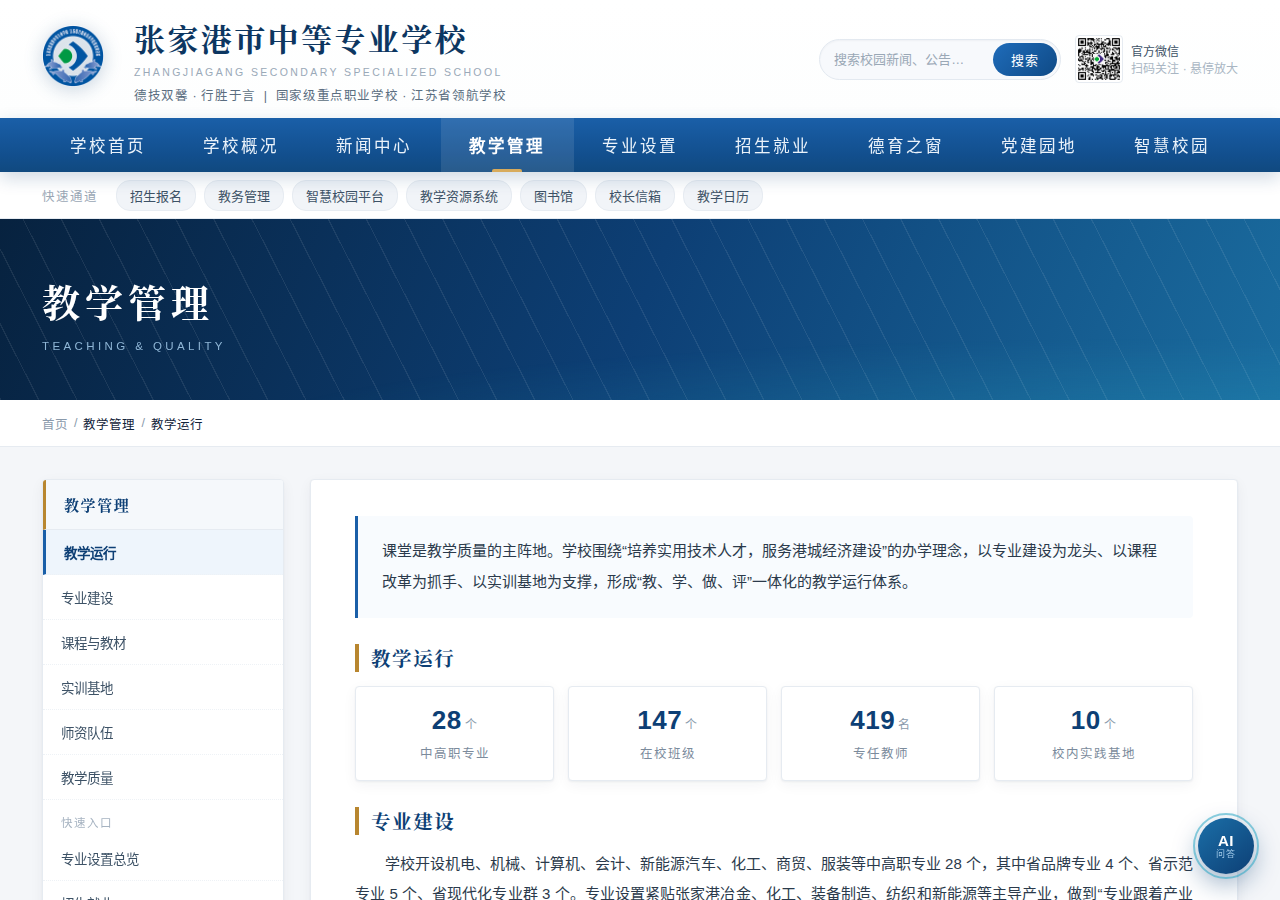 张家港市中等专业学校
ZHANGJIAGANG SECONDARY SPECIALIZED SCHOOL
德技双馨 · 行胜于言 | 国家级重点职业学校 · 江苏省领航学校
搜索校园新闻、公告…
搜索
官方微信
扫码关注 · 悬停放大
学校首页 学校概况 新闻中心 教学管理 专业设置 招生就业 德育之窗 党建园地 智慧校园
快速通道 招生报名 教务管理 智慧校园平台 教学资源系统 图书馆 校长信箱 教学日历
教学管理
TEACHING & QUALITY
首页 / 教学管理 / 教学运行
教学管理
教学运行
专业建设
课程与教材
实训基地
师资队伍
教学质量
快速入口
专业设置总览
招生就业
课堂是教学质量的主阵地。学校围绕“培养实用技术人才，服务港城经济建设”的办学理念，以专业建设为龙头、以课程
改革为抓手、以实训基地为支撑，形成“教、学、做、评”一体化的教学运行体系。
教学运行
28 个
中高职专业
147 个
在校班级
419 名
专任教师
10 个
校内实践基地
专业建设
学校开设机电、机械、计算机、会计、新能源汽车、化工、商贸、服装等中高职专业 28 个，其中省品牌专业 4 个、省示范
专业 5 个、省现代化专业群 3 个。专业设置紧贴张家港冶金、化工、装备制造、纺织和新能源等主导产业，做到“专业跟着产业
AI
问答